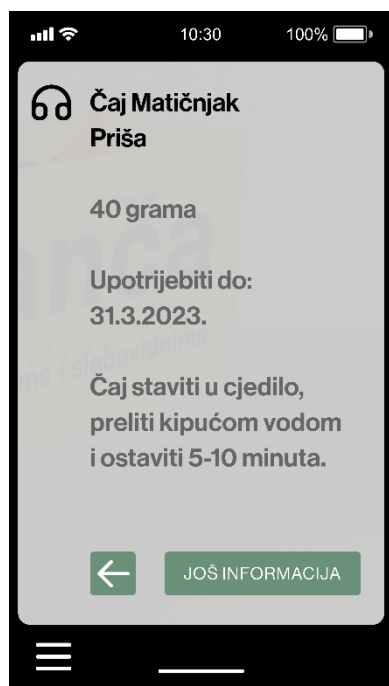 10:30
100%
Čaj Matičnjak
Priša
40 grama
Upotrijebiti do:
31.3.2023.
Čaj staviti u cjedilo,
preliti kipućom vodom
i ostaviti 5-10 minuta.
JOŠ INFORMACIJA